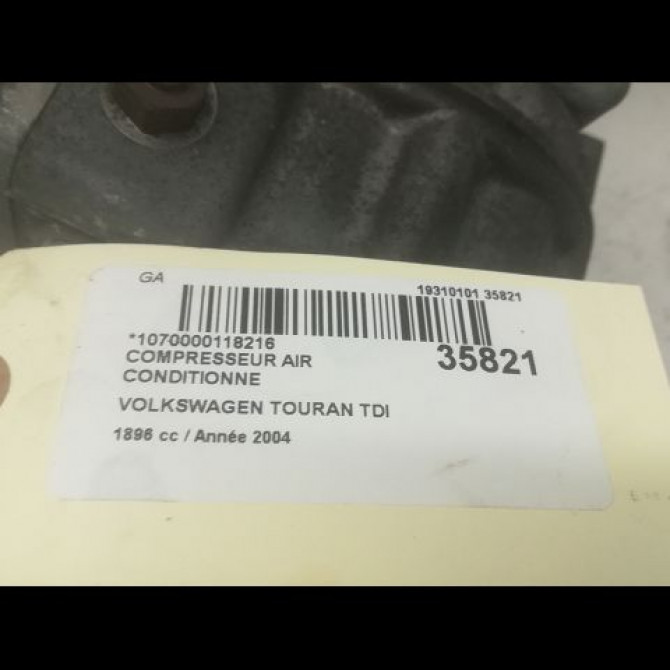 GA
19310101 35821
*1070000118216
35821
COMPRESSEUR AIR
CONDITIONNE
VOLKSWAGEN TOURAN TDI
1896 cc / Année 2004